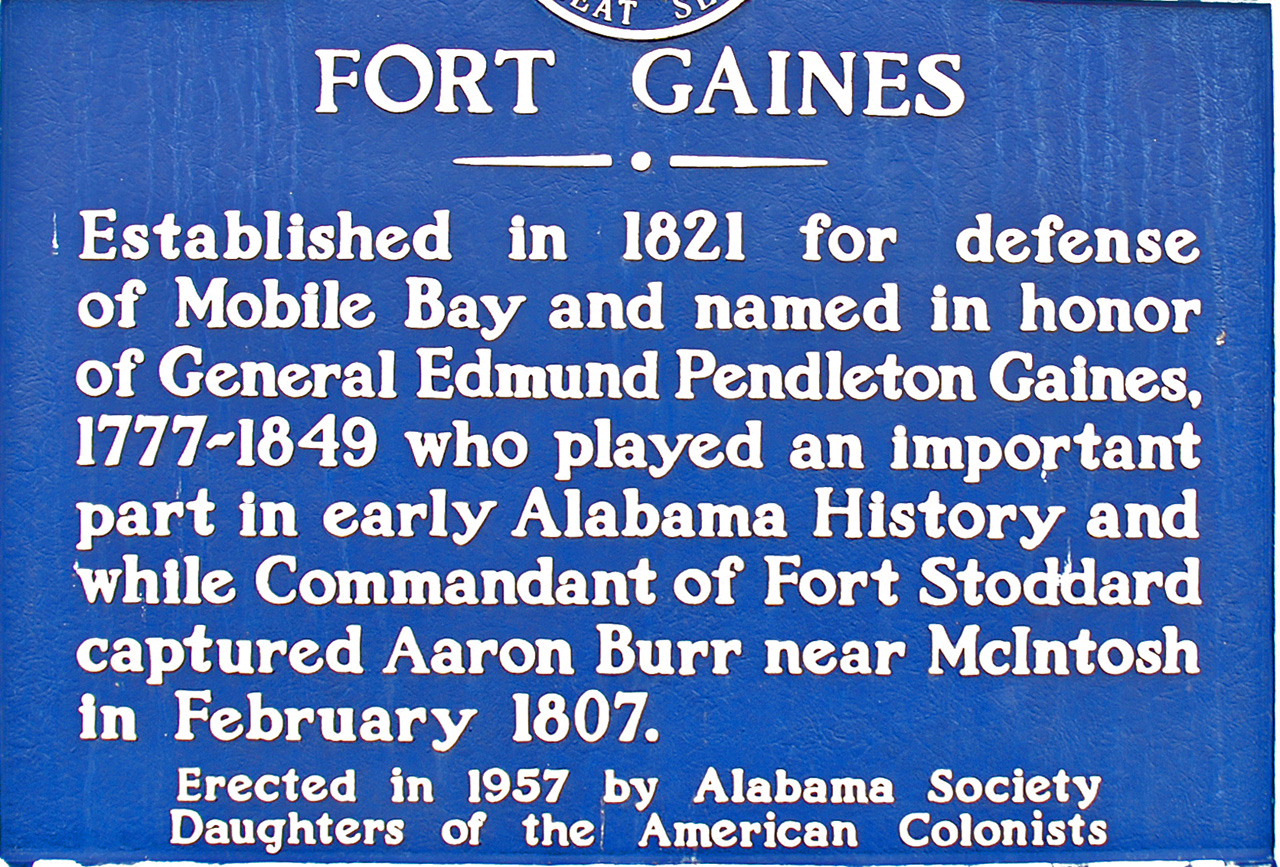 EAT SE
FORT GAINES
Established in 1821 for defense
of Mobile Bay and named in honor
of General Edmund Pendleton Gaines,
1777~1849 who played an important
part in early Alabama History and
while Commandant of Fort Stoddard
captured Aaron Burr near McIntosh
in February 1807.
Erected in 1957 by Alabama Society
Daughters of the American Colonists